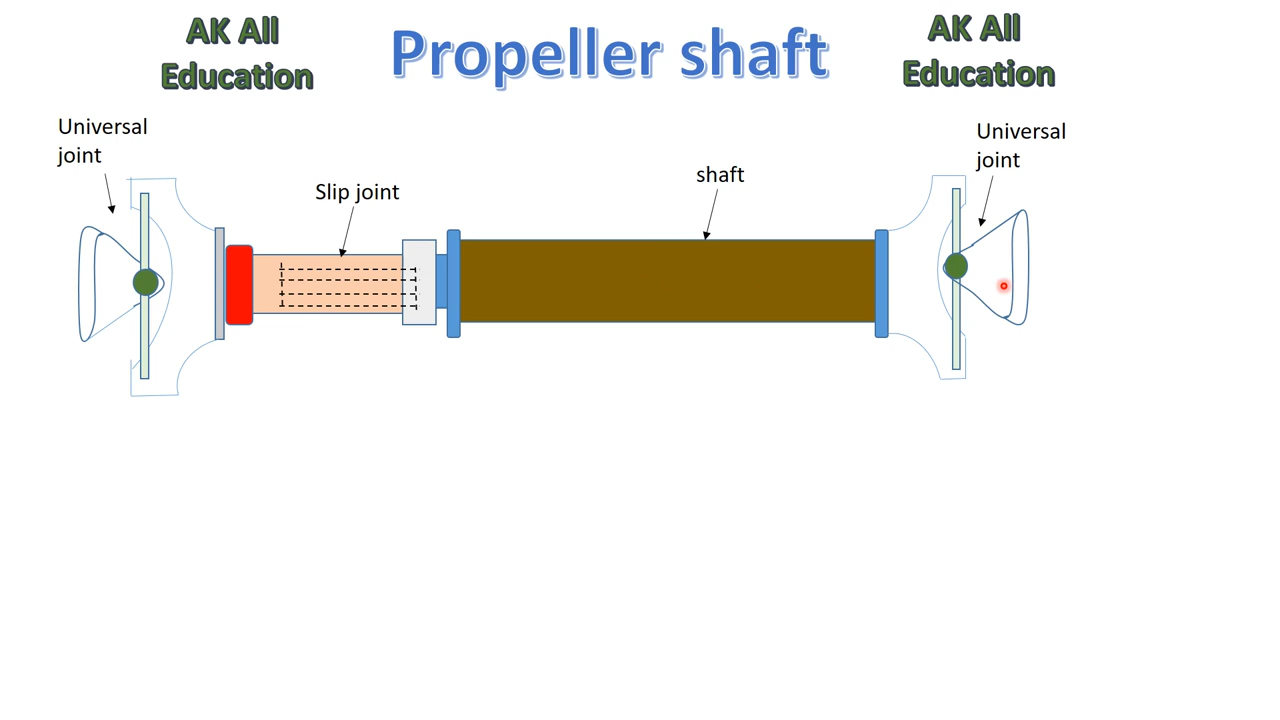 AK All
Education
Propeller shaft
AK All
Education
Universal
joint
Slip joint
shaft
Universal
joint